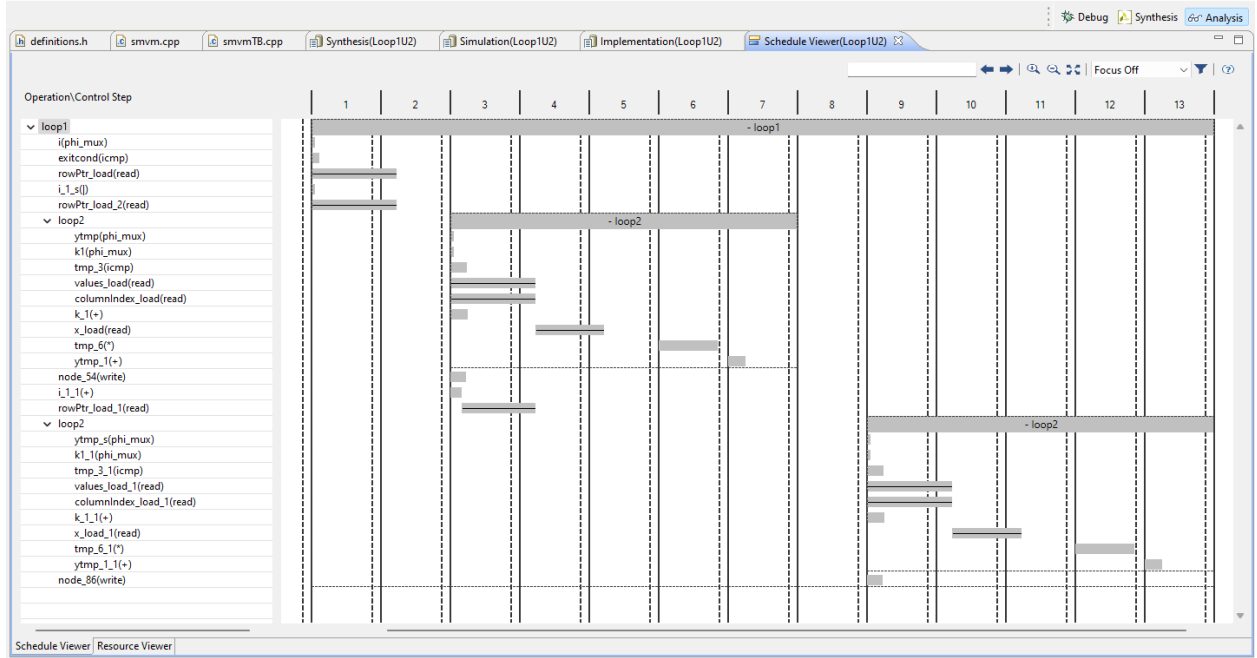 Debug Synthesis Analysis
definitions.h smvm.cpp smvmTB.cpp Synthesis(Loop1U2) Simulation(Loop1U2) Implementation(Loop1U2) Schedule Viewer(Loop1U2)
Focus Off
Operation\Control Step 1 2 3 4 5 6 7 8 9 10 11 12 13
loop1 - loop1
i(phi_mux)
exitcond(icmp)
rowPtr_load(read)
i_1_s(|)
rowPtr_load_2(read)
loop2 - loop2
ytmp(phi_mux)
k1(phi_mux)
tmp_3(icmp)
values_load(read)
columnIndex_load(read)
k_1(+)
x_load(read)
tmp_6(*)
ytmp_1(+)
node_54(write)
i_1_1(+)
rowPtr_load_1(read)
loop2 - loop2
ytmp_s(phi_mux)
k1_1(phi_mux)
tmp_3_1(icmp)
values_load_1(read)
columnIndex_load_1(read)
k_1_1(+)
x_load_1(read)
tmp_6_1(*)
ytmp_1_1(+)
node_86(write)
Schedule Viewer Resource Viewer